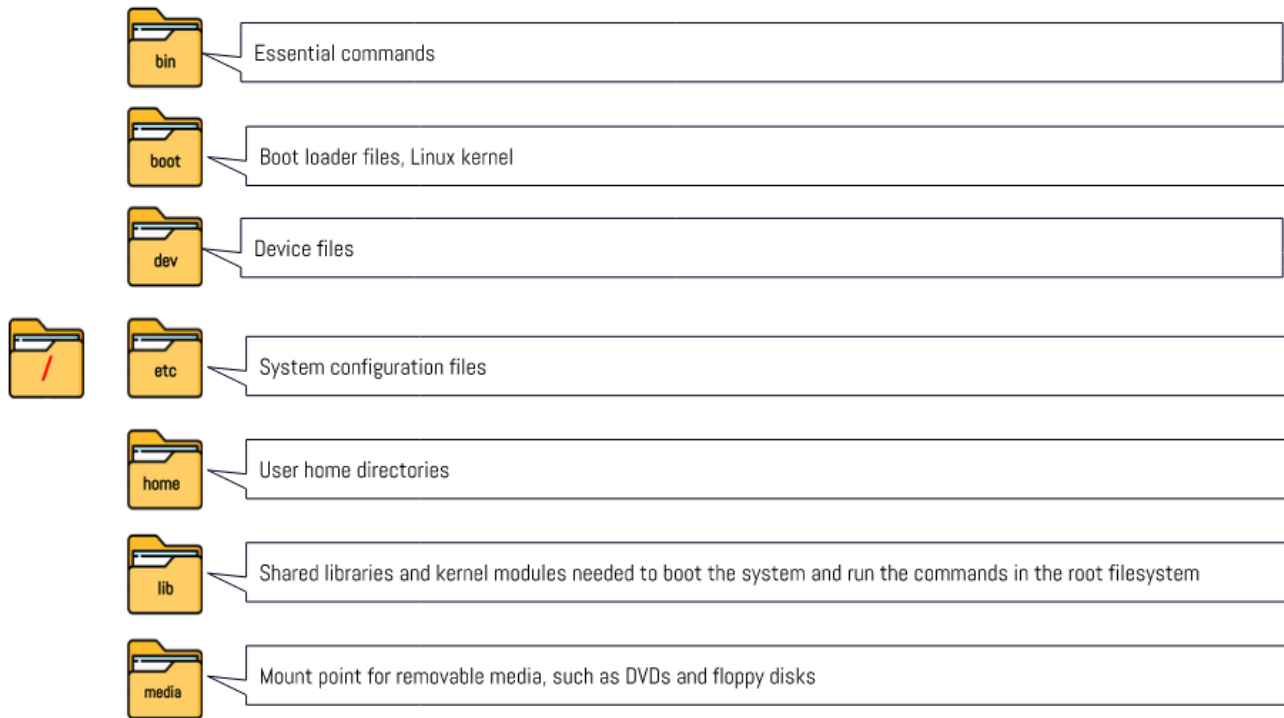 bin
Essential commands
boot
Boot loader files, Linux kernel
dev
Device files
/
etc
System configuration files
home
User home directories
lib
Shared libraries and kernel modules needed to boot the system and run the commands in the root filesystem
media
Mount point for removable media, such as DVDs and floppy disks